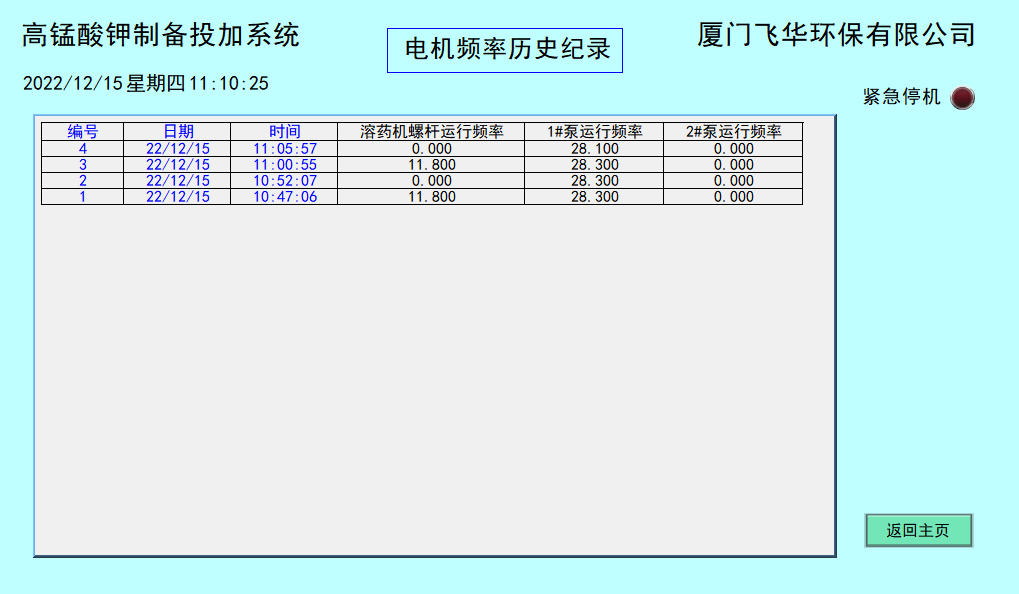 高锰酸钾制备投加系统
电机频率历史纪录
厦门飞华环保有限公司
2022/12/15 星期四 11:10:25
紧急停机
编号 日期 时间 溶药机螺杆运行频率 1#泵运行频率 2#泵运行频率
4 22/12/15 11:05:57 0.000 28.100 0.000
3 22/12/15 11:00:55 11.800 28.300 0.000
2 22/12/15 10:52:07 0.000 28.300 0.000
1 22/12/15 10:47:06 11.800 28.300 0.000
返回主页